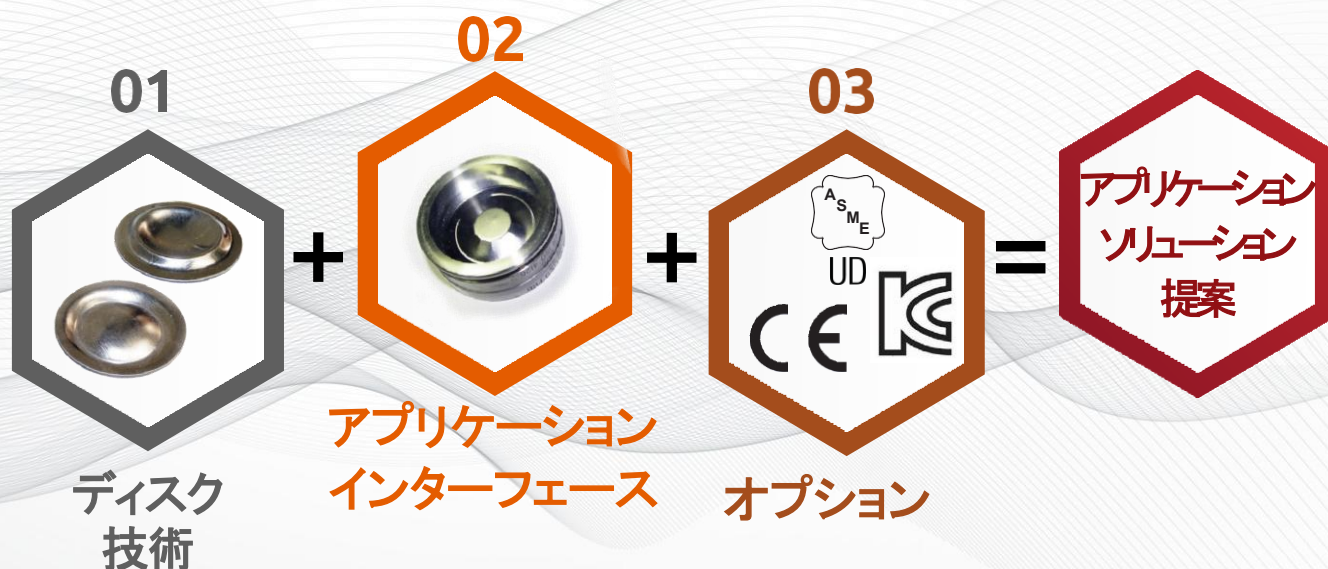 01
ディスク
技術
+
02
アプリケーション
インターフェース
+
03
ASME
UD
CE
KC
オプション
=
アプリケーション
ソリューション
提案